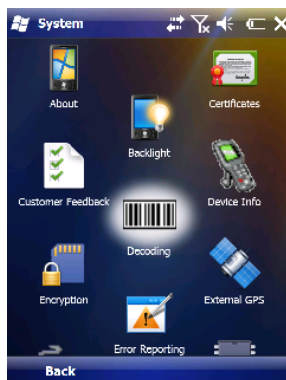 System
About
Certificates
Backlight
Customer Feedback
Device Info
Decoding
Encryption
External GPS
Error Reporting
Back